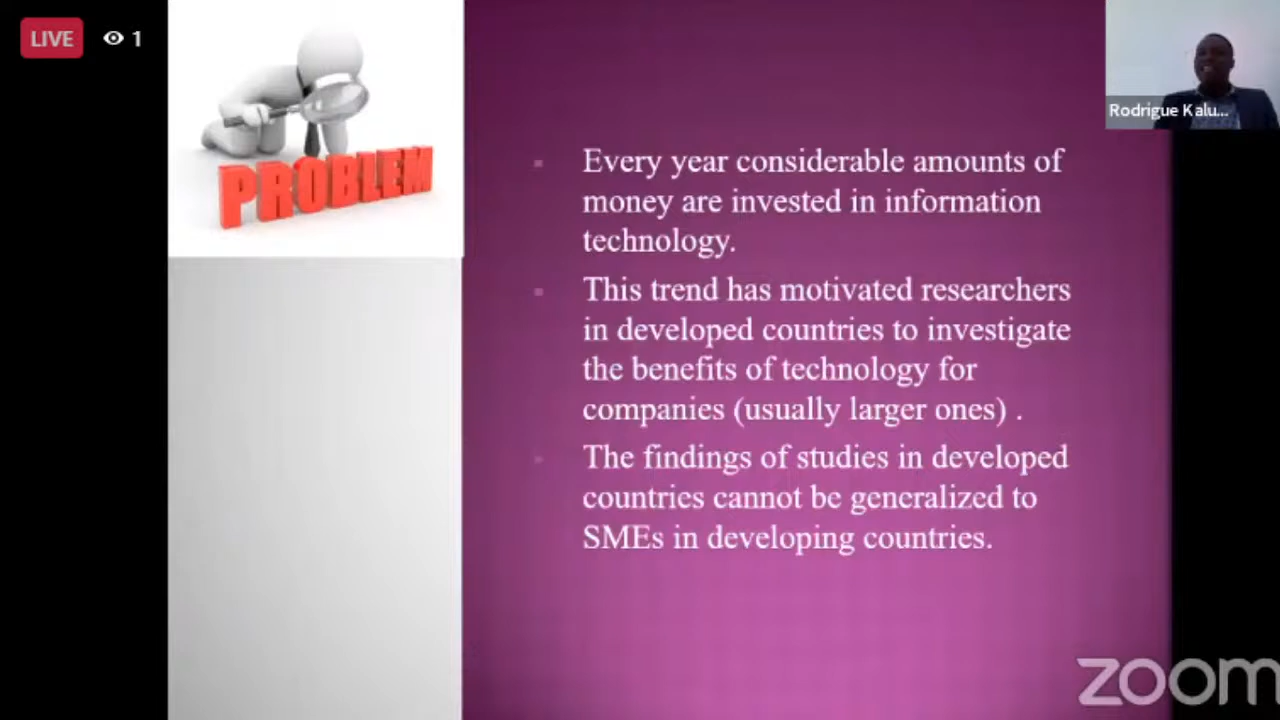 LIVE 1
PROBLEM
Rodrigue Kalu...
Every year considerable amounts of
money are invested in information
technology.
This trend has motivated researchers
in developed countries to investigate
the benefits of technology for
companies (usually larger ones) .
The findings of studies in developed
countries cannot be generalized to
SMEs in developing countries.
zoom